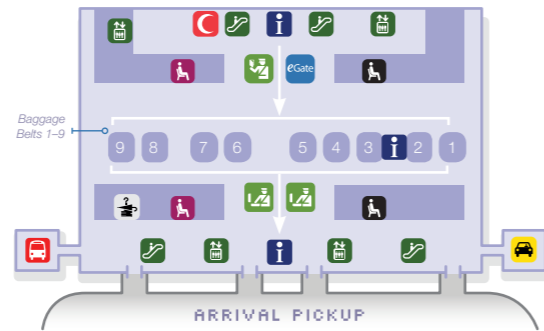 i
eGate
Baggage
Belts 1–9
9 8 7 6 5 4 3 i 2 1
?
i
ARRIVAL PICKUP